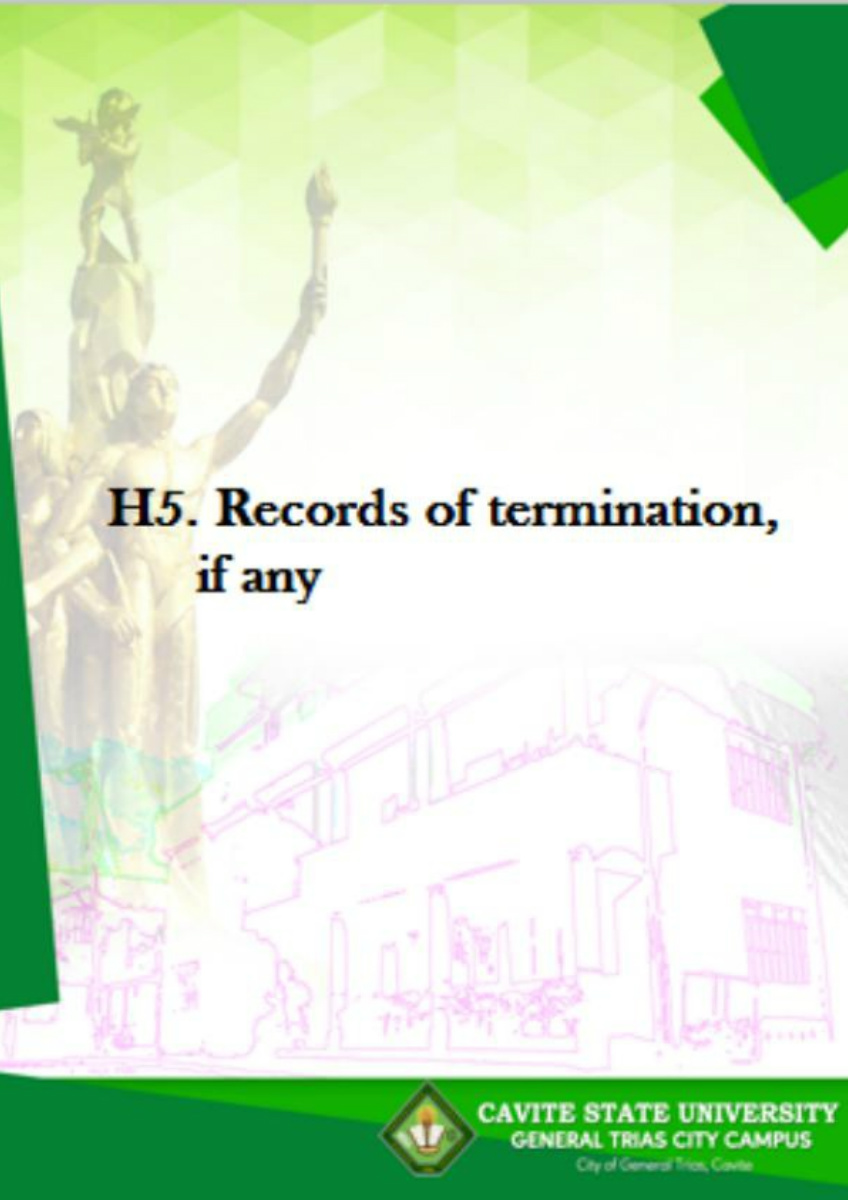 H5. Records of termination,
if any
CAVITE STATE UNIVERSITY
GENERAL TRIAS CITY CAMPUS
City of General Trias, Cavite